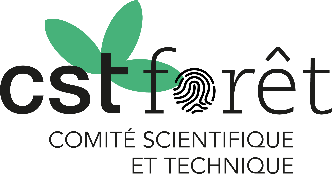 cst forêt
COMITÉ SCIENTIFIQUE
ET TECHNIQUE